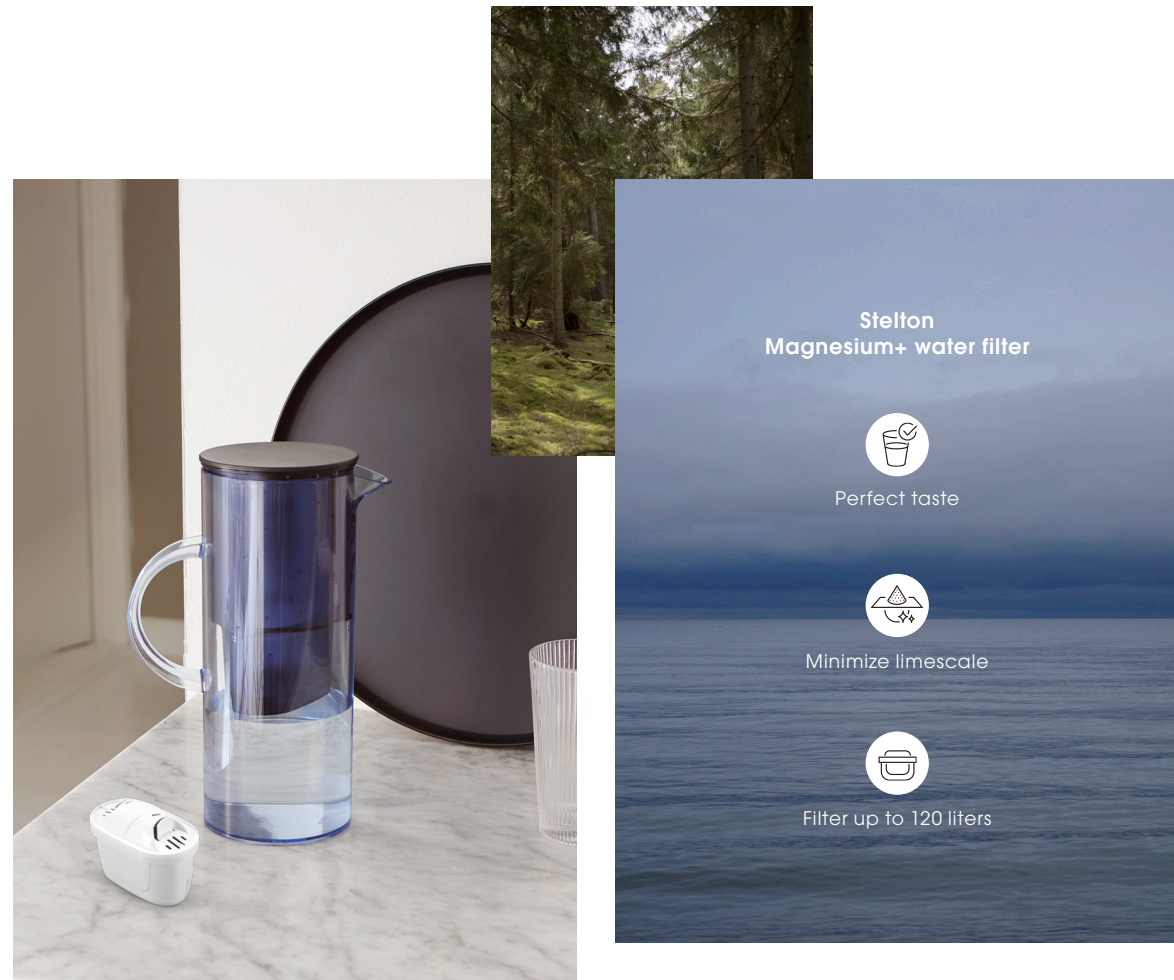 Stelton
Magnesium+ water filter
Perfect taste
Minimize limescale
Filter up to 120 liters